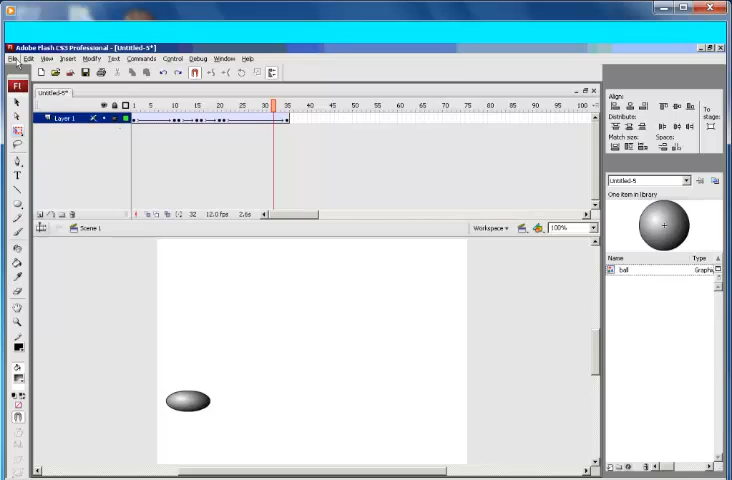 Adobe Flash CS3 Professional - [Untitled-5*]
File Edit View Insert Modify Text Commands Control Debug Window Help
Fl
Untitled-5*
1 5 10 15 20 25 30 35 40 45 50 55 60 65 70 75 80 85 90 95 100
Layer 1
32 12.0 fps 2.6s
Scene 1
Workspace
100%
Align:
Distribute:
Match size: Space:
To
stage:
Untitled-5
One item in library
Name Type
ball Graphi